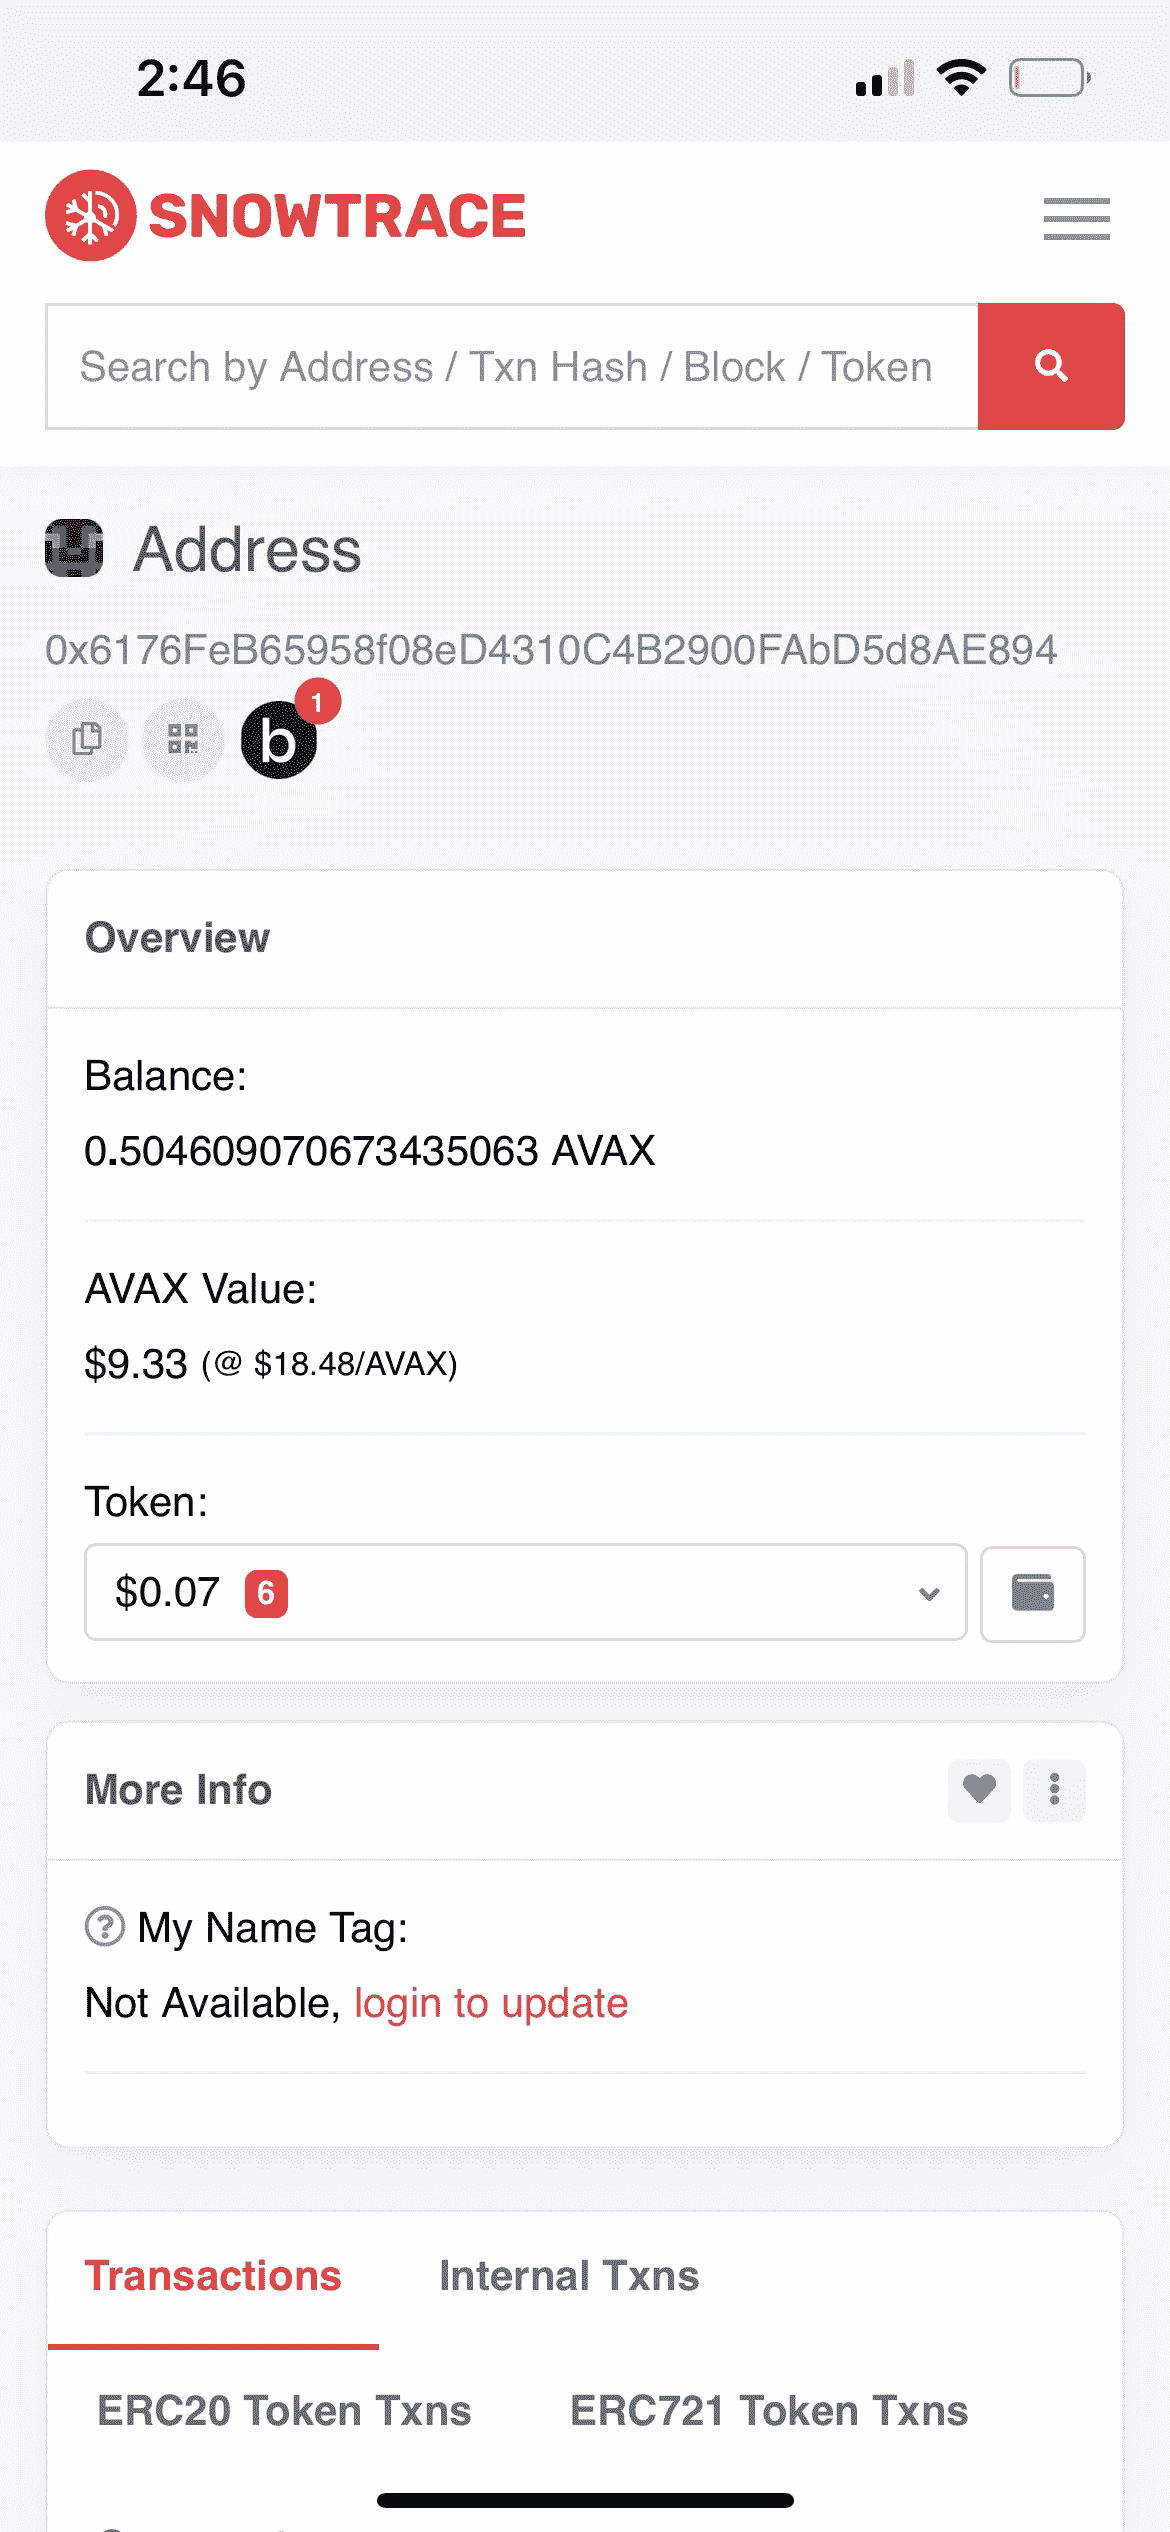 2:46
SNOWTRACE
Search by Address / Txn Hash / Block / Token
Address
0x6176FeB65958f08eD4310C4B2900FAbD5d8AE894
b 1
Overview
Balance:
0.504609070673435063 AVAX
AVAX Value:
$9.33 (@ $18.48/AVAX)
Token:
$0.07 6
More Info
? My Name Tag:
Not Available, login to update
Transactions Internal Txns
ERC20 Token Txns ERC721 Token Txns